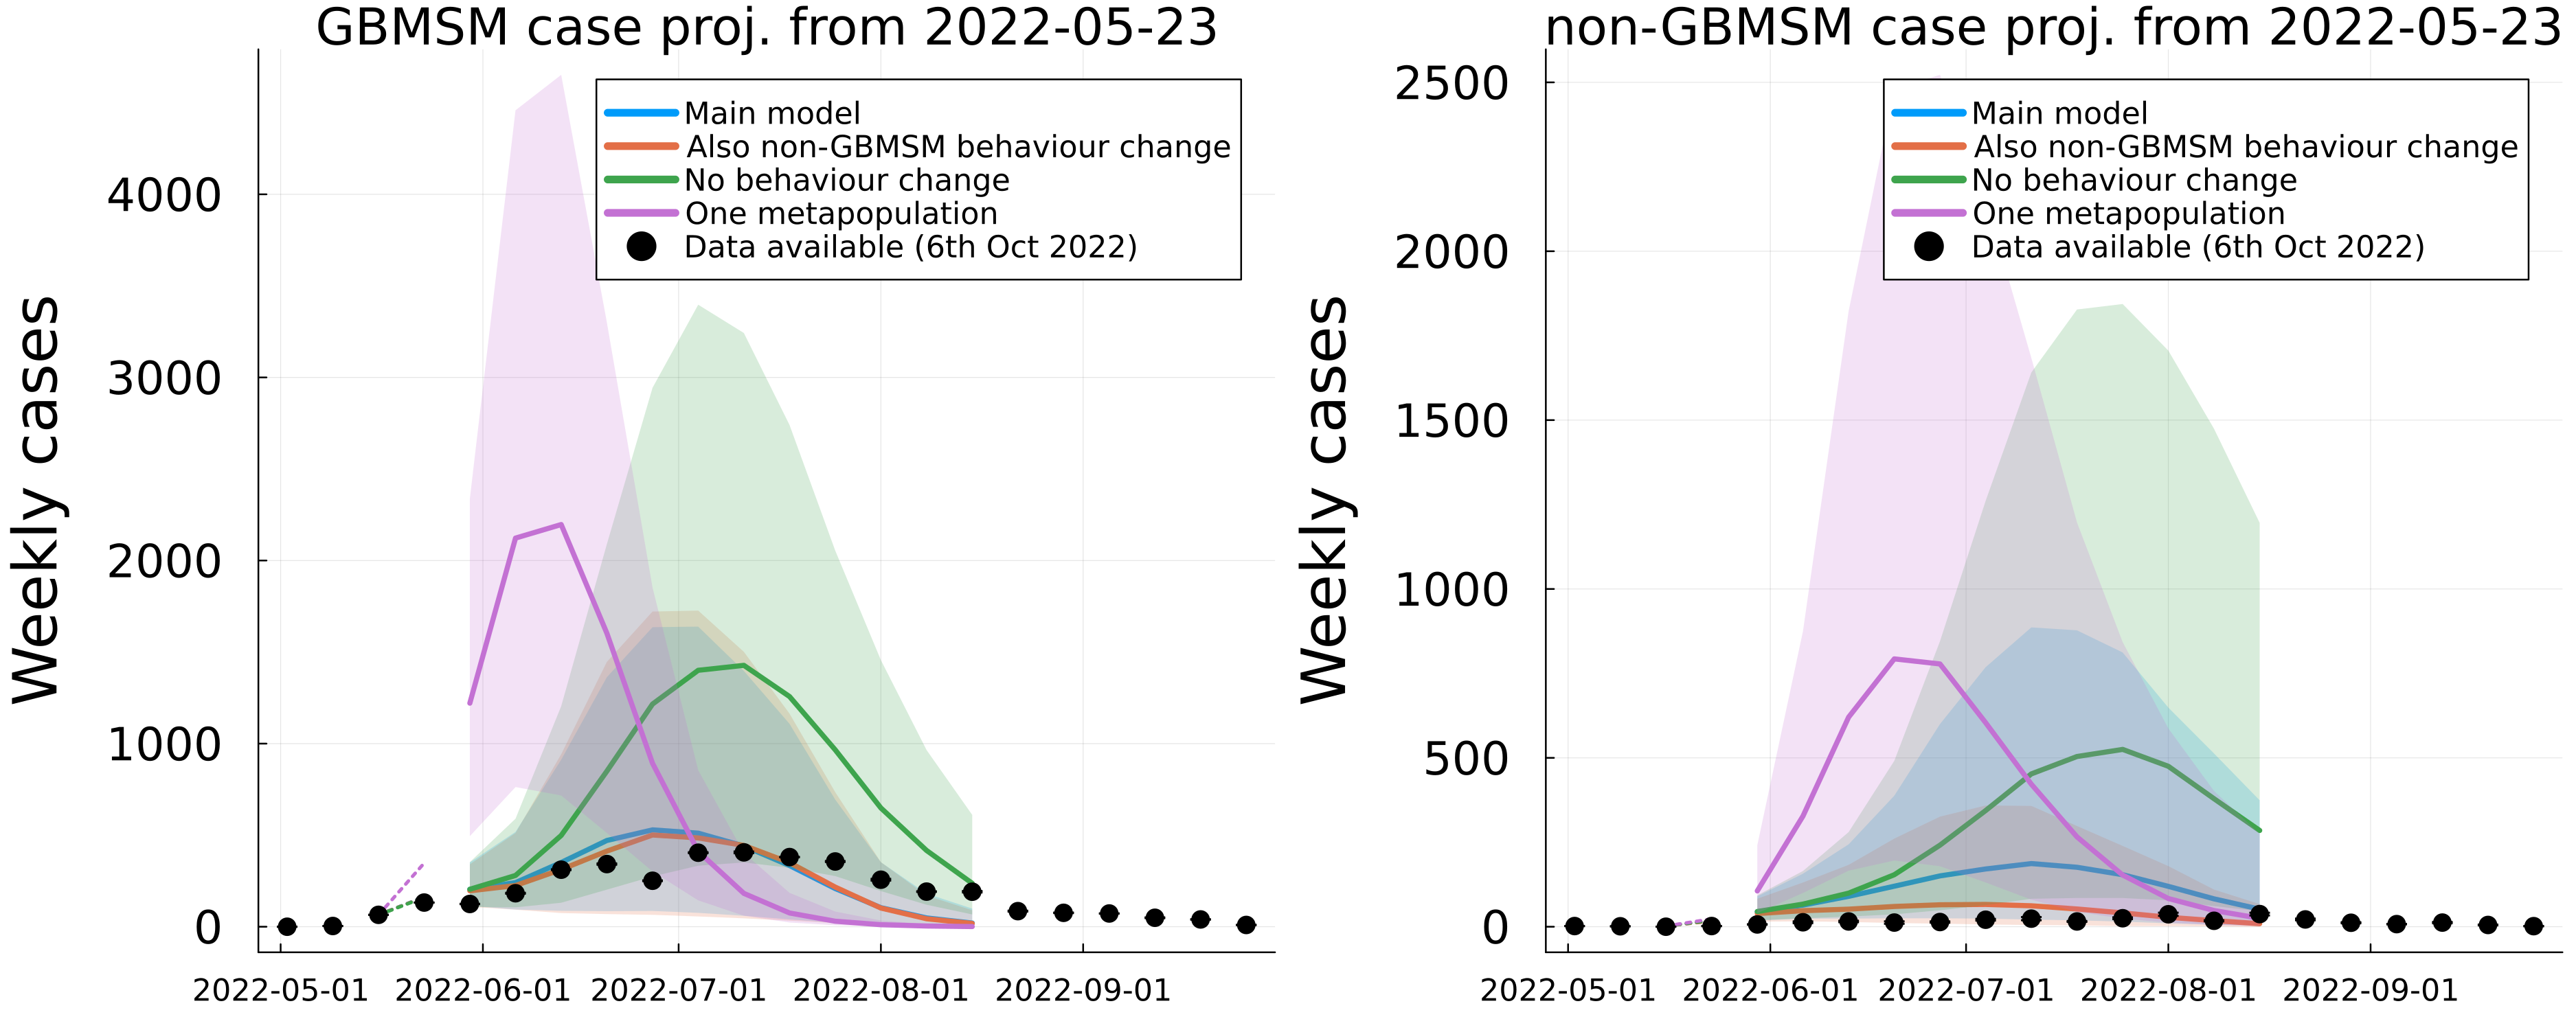 GBMSM case proj. from 2022-05-23
Weekly cases
4000
3000
2000
1000
0
Main model
Also non-GBMSM behaviour change
No behaviour change
One metapopulation
Data available (6th Oct 2022)
2022-05-01 2022-06-01 2022-07-01 2022-08-01 2022-09-01
non-GBMSM case proj. from 2022-05-23
Weekly cases
2500
2000
1500
1000
500
0
Main model
Also non-GBMSM behaviour change
No behaviour change
One metapopulation
Data available (6th Oct 2022)
2022-05-01 2022-06-01 2022-07-01 2022-08-01 2022-09-01